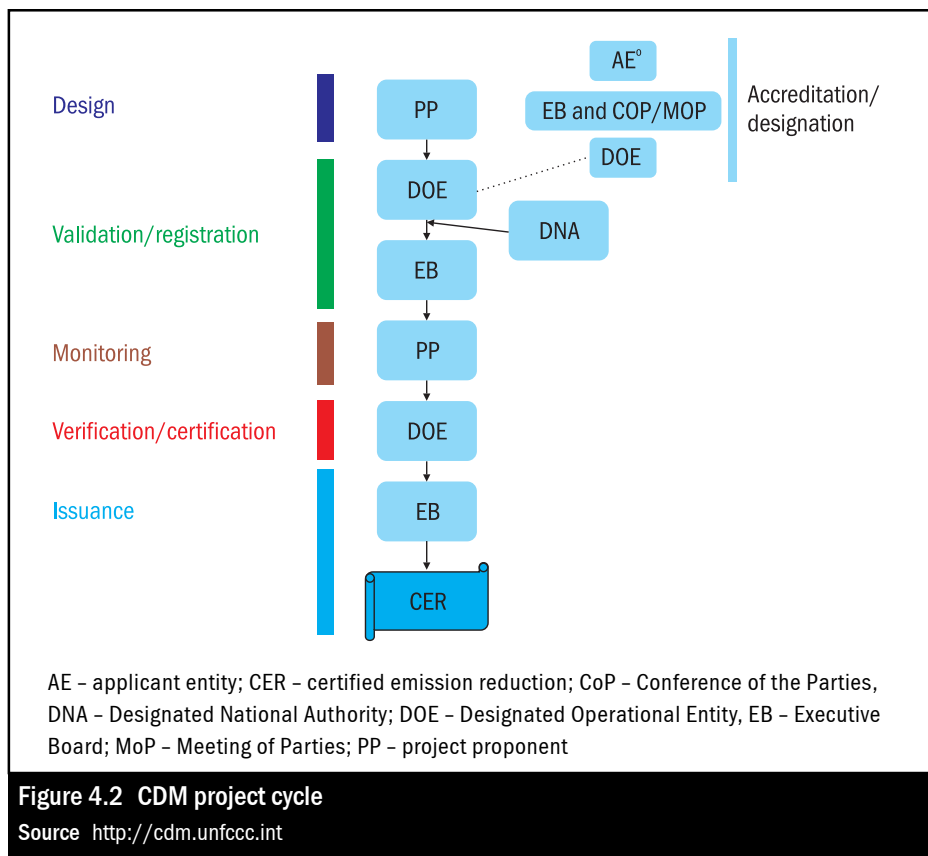 Design
PP
AE°
EB and COP/MOP
DOE
Accreditation/
designation
Validation/registration
DOE
DNA
EB
Monitoring
PP
Verification/certification
DOE
Issuance
EB
CER
AE – applicant entity; CER – certified emission reduction; CoP – Conference of the Parties,
DNA – Designated National Authority; DOE – Designated Operational Entity, EB – Executive
Board; MoP – Meeting of Parties; PP – project proponent
Figure 4.2 CDM project cycle
Source http://cdm.unfccc.int